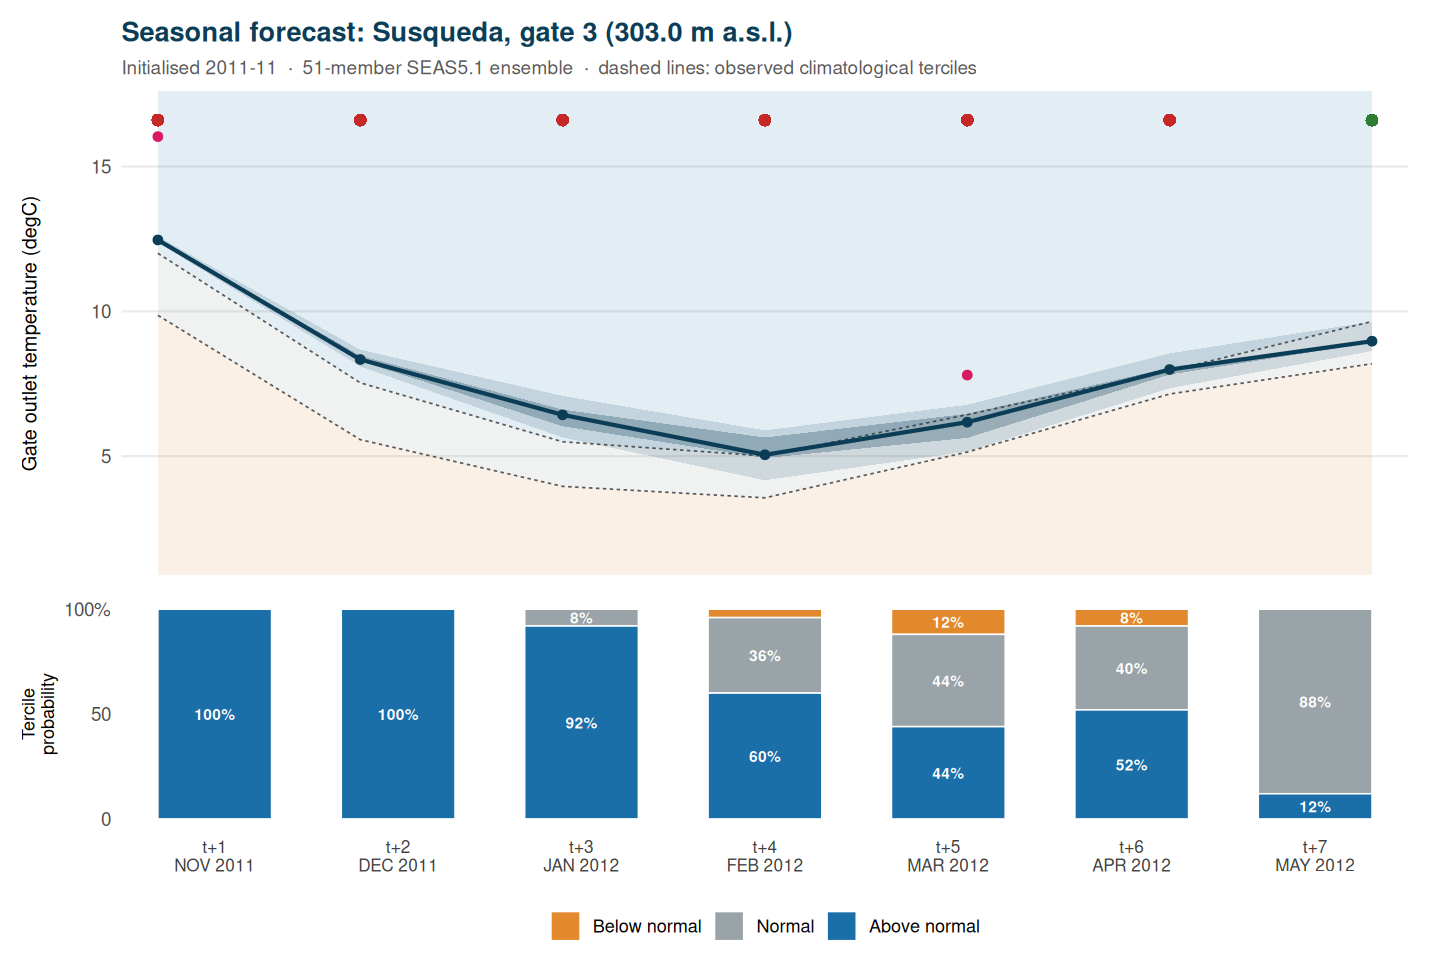 Seasonal forecast: Susqueda, gate 3 (303.0 m a.s.l.)
Initialised 2011-11 · 51-member SEAS5.1 ensemble · dashed lines: observed climatological terciles
Gate outlet temperature (degC)
15
10
5
Tercile
probability
100%
50
0
100%
100%
8%
92%
36%
60%
12%
44%
44%
8%
40%
52%
88%
12%
t+1
NOV 2011
t+2
DEC 2011
t+3
JAN 2012
t+4
FEB 2012
t+5
MAR 2012
t+6
APR 2012
t+7
MAY 2012
Below normal
Normal
Above normal